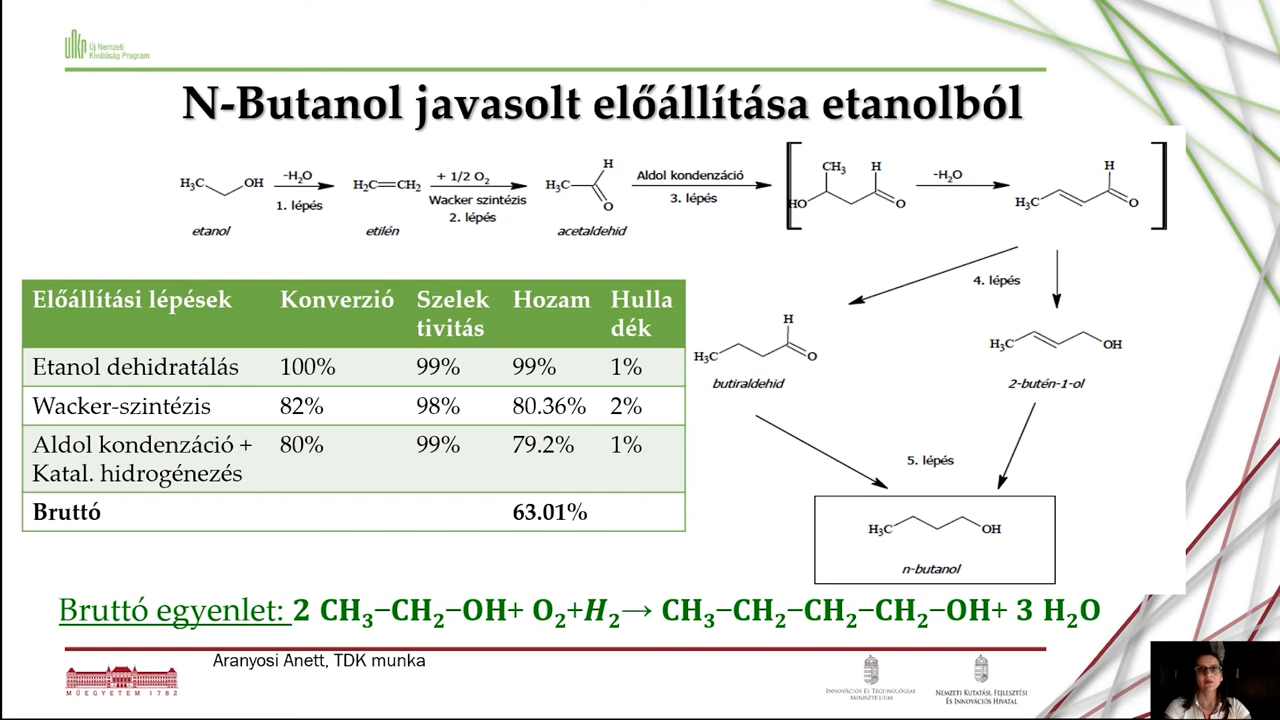 ÚNKP Új Nemzeti
Kiválóság Program
N-Butanol javasolt előállítása etanolból
H₃C OH
-H₂O
1. lépés
etanol
H₂C=CH₂
etilén
+ 1/2 O₂
Wacker szintézis
2. lépés
H
H₃C
O
acetaldehid
Aldol kondenzáció
3. lépés
CH₃ H
HO O
-H₂O
H
H₃C O
4. lépés
Előállítási lépések Konverzió Szelek Hozam Hulla
tivitás dék
Etanol dehidratálás 100% 99% 99% 1%
Wacker-szintézis 82% 98% 80.36% 2%
Aldol kondenzáció + 80% 99% 79.2% 1%
Katal. hidrogénezés
Bruttó 63.01%
H
H₃C O
butiraldehid
H₃C OH
2-butén-1-ol
5. lépés
H₃C OH
n-butanol
Bruttó egyenlet: 2 CH₃−CH₂−OH+ O₂+H₂→ CH₃−CH₂−CH₂−CH₂−OH+ 3 H₂O
Aranyosi Anett, TDK munka
MŰEGYETEM 1782
INNOVÁCIÓS ÉS TECHNOLÓGIAI
MINISZTÉRIUM
NEMZETI KUTATÁSI, FEJLESZTÉSI
ÉS INNOVÁCIÓS HIVATAL